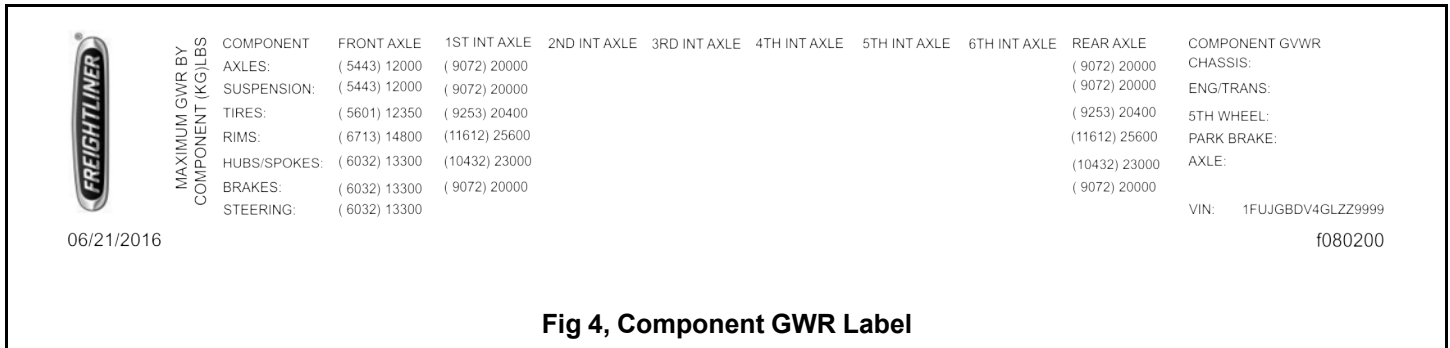 FREIGHTLINER®
MAXIMUM GWR BY
COMPONENT (KG)LBS
COMPONENT FRONT AXLE 1ST INT AXLE 2ND INT AXLE 3RD INT AXLE 4TH INT AXLE 5TH INT AXLE 6TH INT AXLE REAR AXLE COMPONENT GVWR
AXLES: ( 5443) 12000 ( 9072) 20000 ( 9072) 20000 CHASSIS:
SUSPENSION: ( 5443) 12000 ( 9072) 20000 ( 9072) 20000 ENG/TRANS:
TIRES: ( 5601) 12350 ( 9253) 20400 ( 9253) 20400 5TH WHEEL:
RIMS: ( 6713) 14800 (11612) 25600 (11612) 25600 PARK BRAKE:
HUBS/SPOKES: ( 6032) 13300 (10432) 23000 (10432) 23000 AXLE:
BRAKES: ( 6032) 13300 ( 9072) 20000 ( 9072) 20000
STEERING: ( 6032) 13300 VIN: 1FUJGBDV4GLZZ9999
06/21/2016 f080200
Fig 4, Component GWR Label